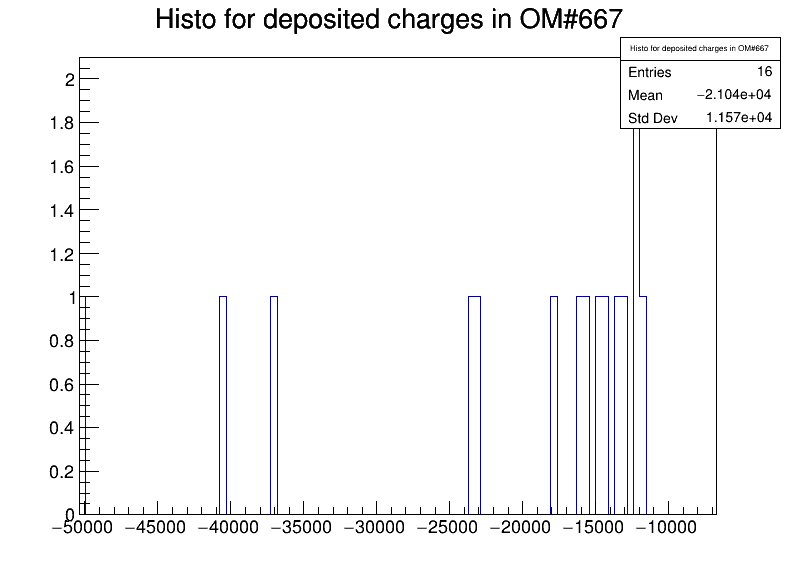 Histo for deposited charges in OM#667
Histo for deposited charges in OM#667
Entries 16
Mean −2.104e+04
Std Dev 1.157e+04
2
1.8
1.6
1.4
1.2
1
0.8
0.6
0.4
0.2
0
−50000 −45000 −40000 −35000 −30000 −25000 −20000 −15000 −10000